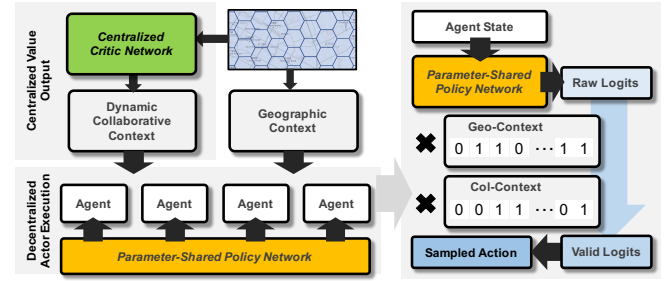 Centralized Value
Output
Centralized
Critic Network
Dynamic
Collaborative
Context
Geographic
Context
Decentralized
Actor Execution
Agent
Agent
Agent
Agent
Parameter-Shared Policy Network
Agent State
Parameter-Shared
Policy Network
Raw Logits
Geo-Context
0 1 1 0 ··· 1 1
Col-Context
0 0 1 1 ··· 0 1
Sampled Action
Valid Logits